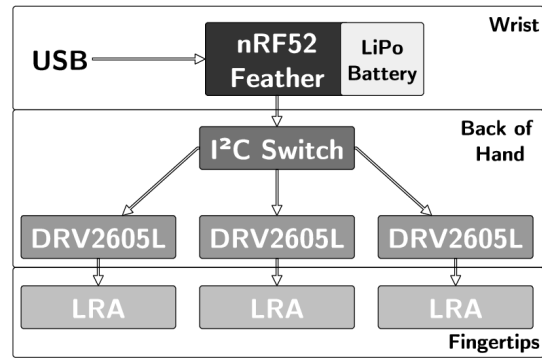 Wrist
USB
nRF52
Feather
LiPo
Battery
Back of
Hand
I²C Switch
DRV2605L
DRV2605L
DRV2605L
LRA
LRA
LRA
Fingertips